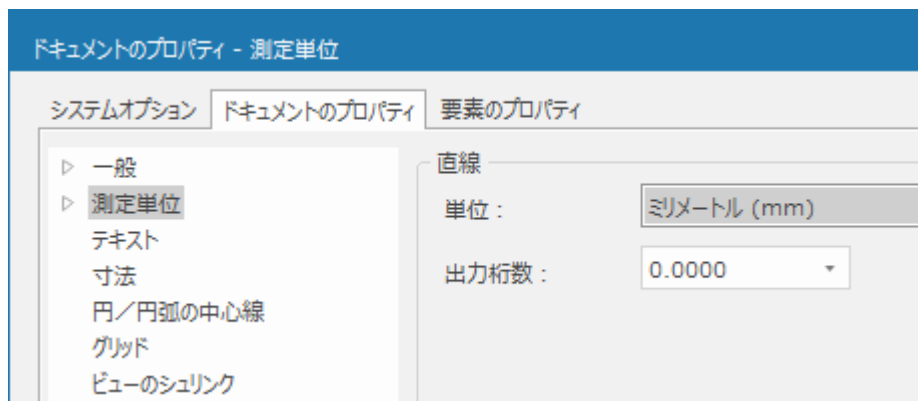 ドキュメントのプロパティ - 測定単位
システムオプション ドキュメントのプロパティ 要素のプロパティ
一般
測定単位
テキスト
寸法
円／円弧の中心線
グリッド
ビューのシュリンク
直線
単位： ミリメートル (mm)
出力桁数： 0.0000